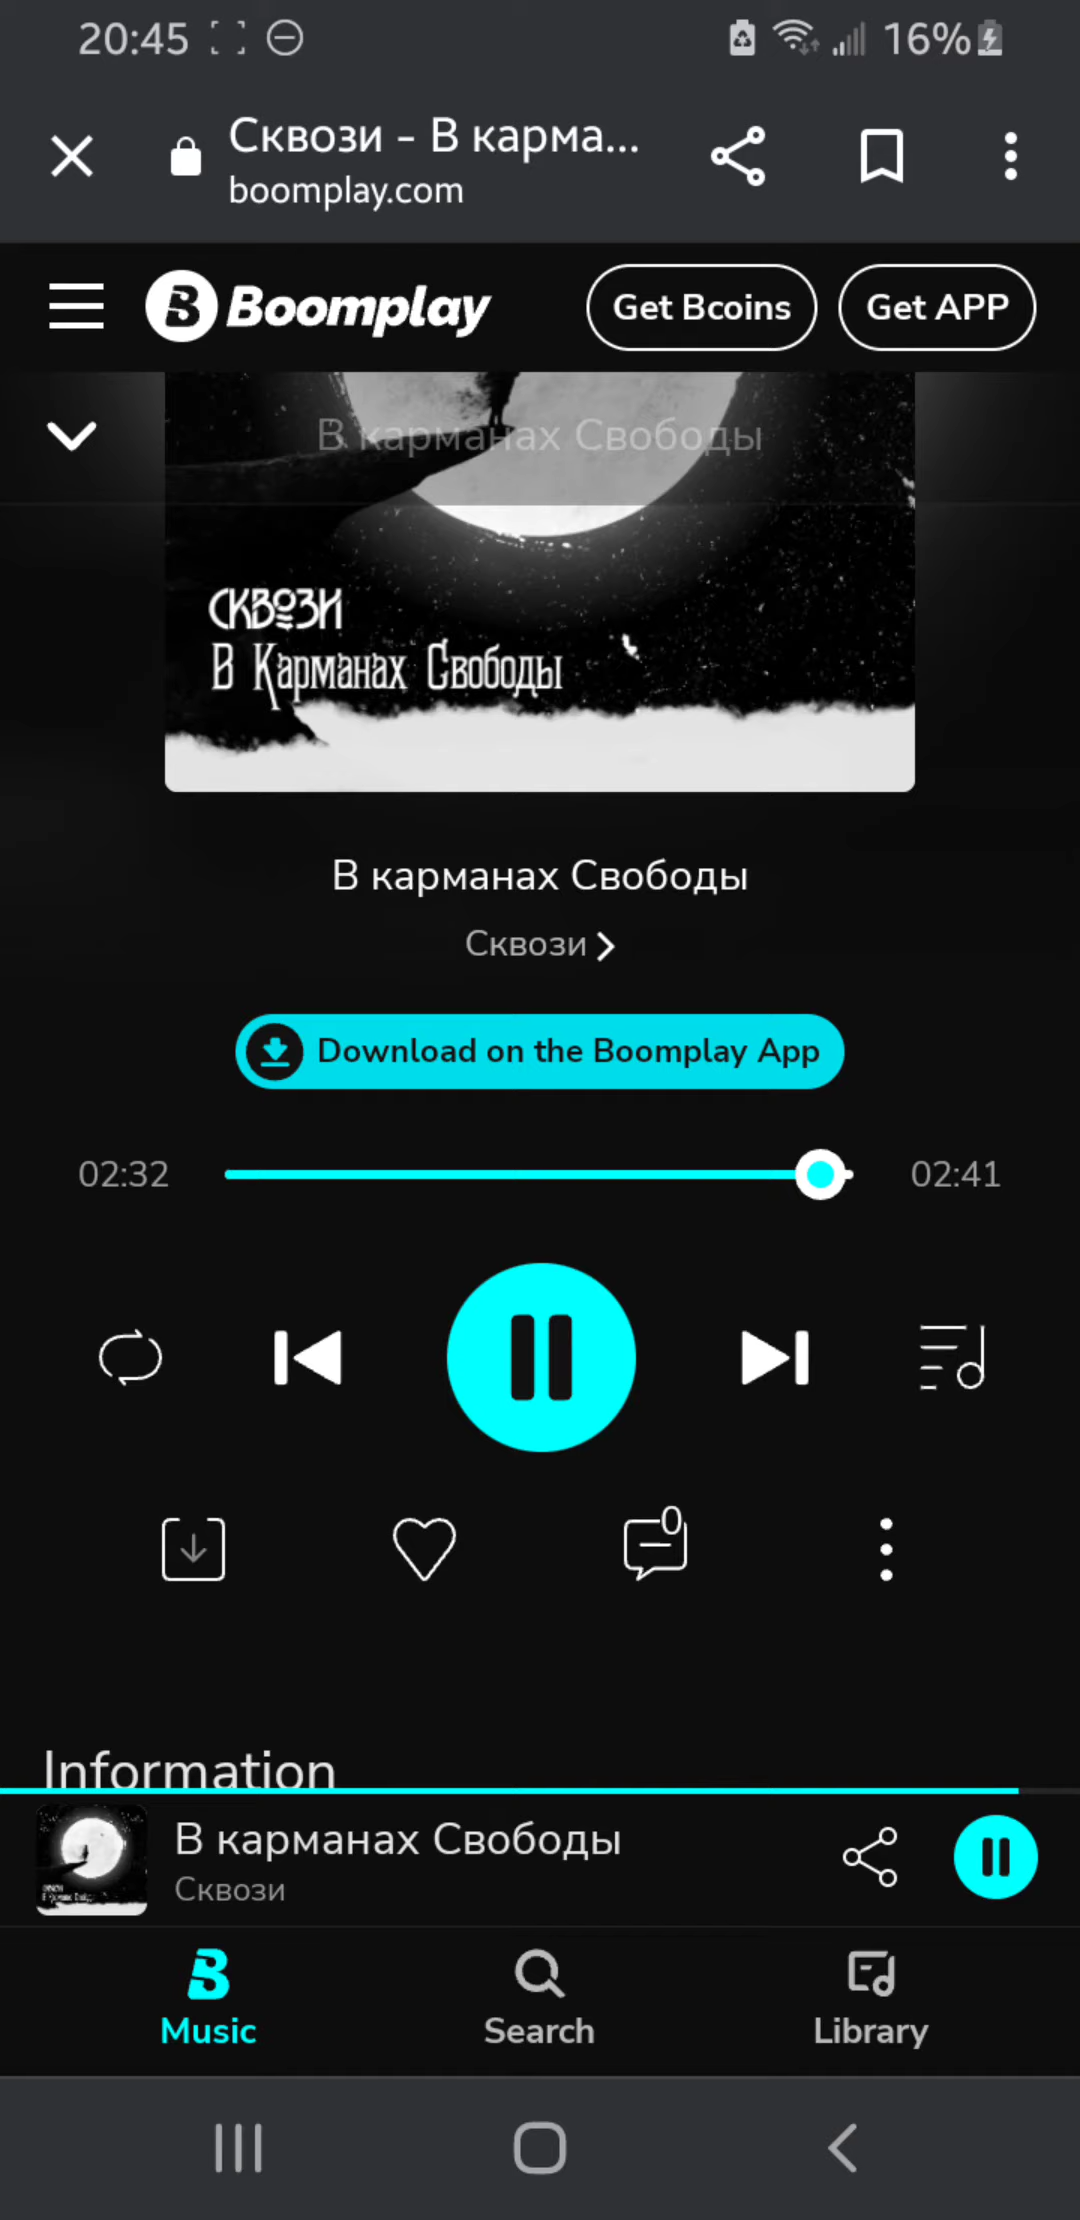 20:45
16%
Сквози - В карма...
boomplay.com
Boomplay
Get Bcoins
Get APP
В карманах Свободы
СКВОЗИ
В Карманах Свободы
В карманах Свободы
Сквози
Download on the Boomplay App
02:32
02:41
0
Information
В карманах Свободы
Сквози
Music
Search
Library